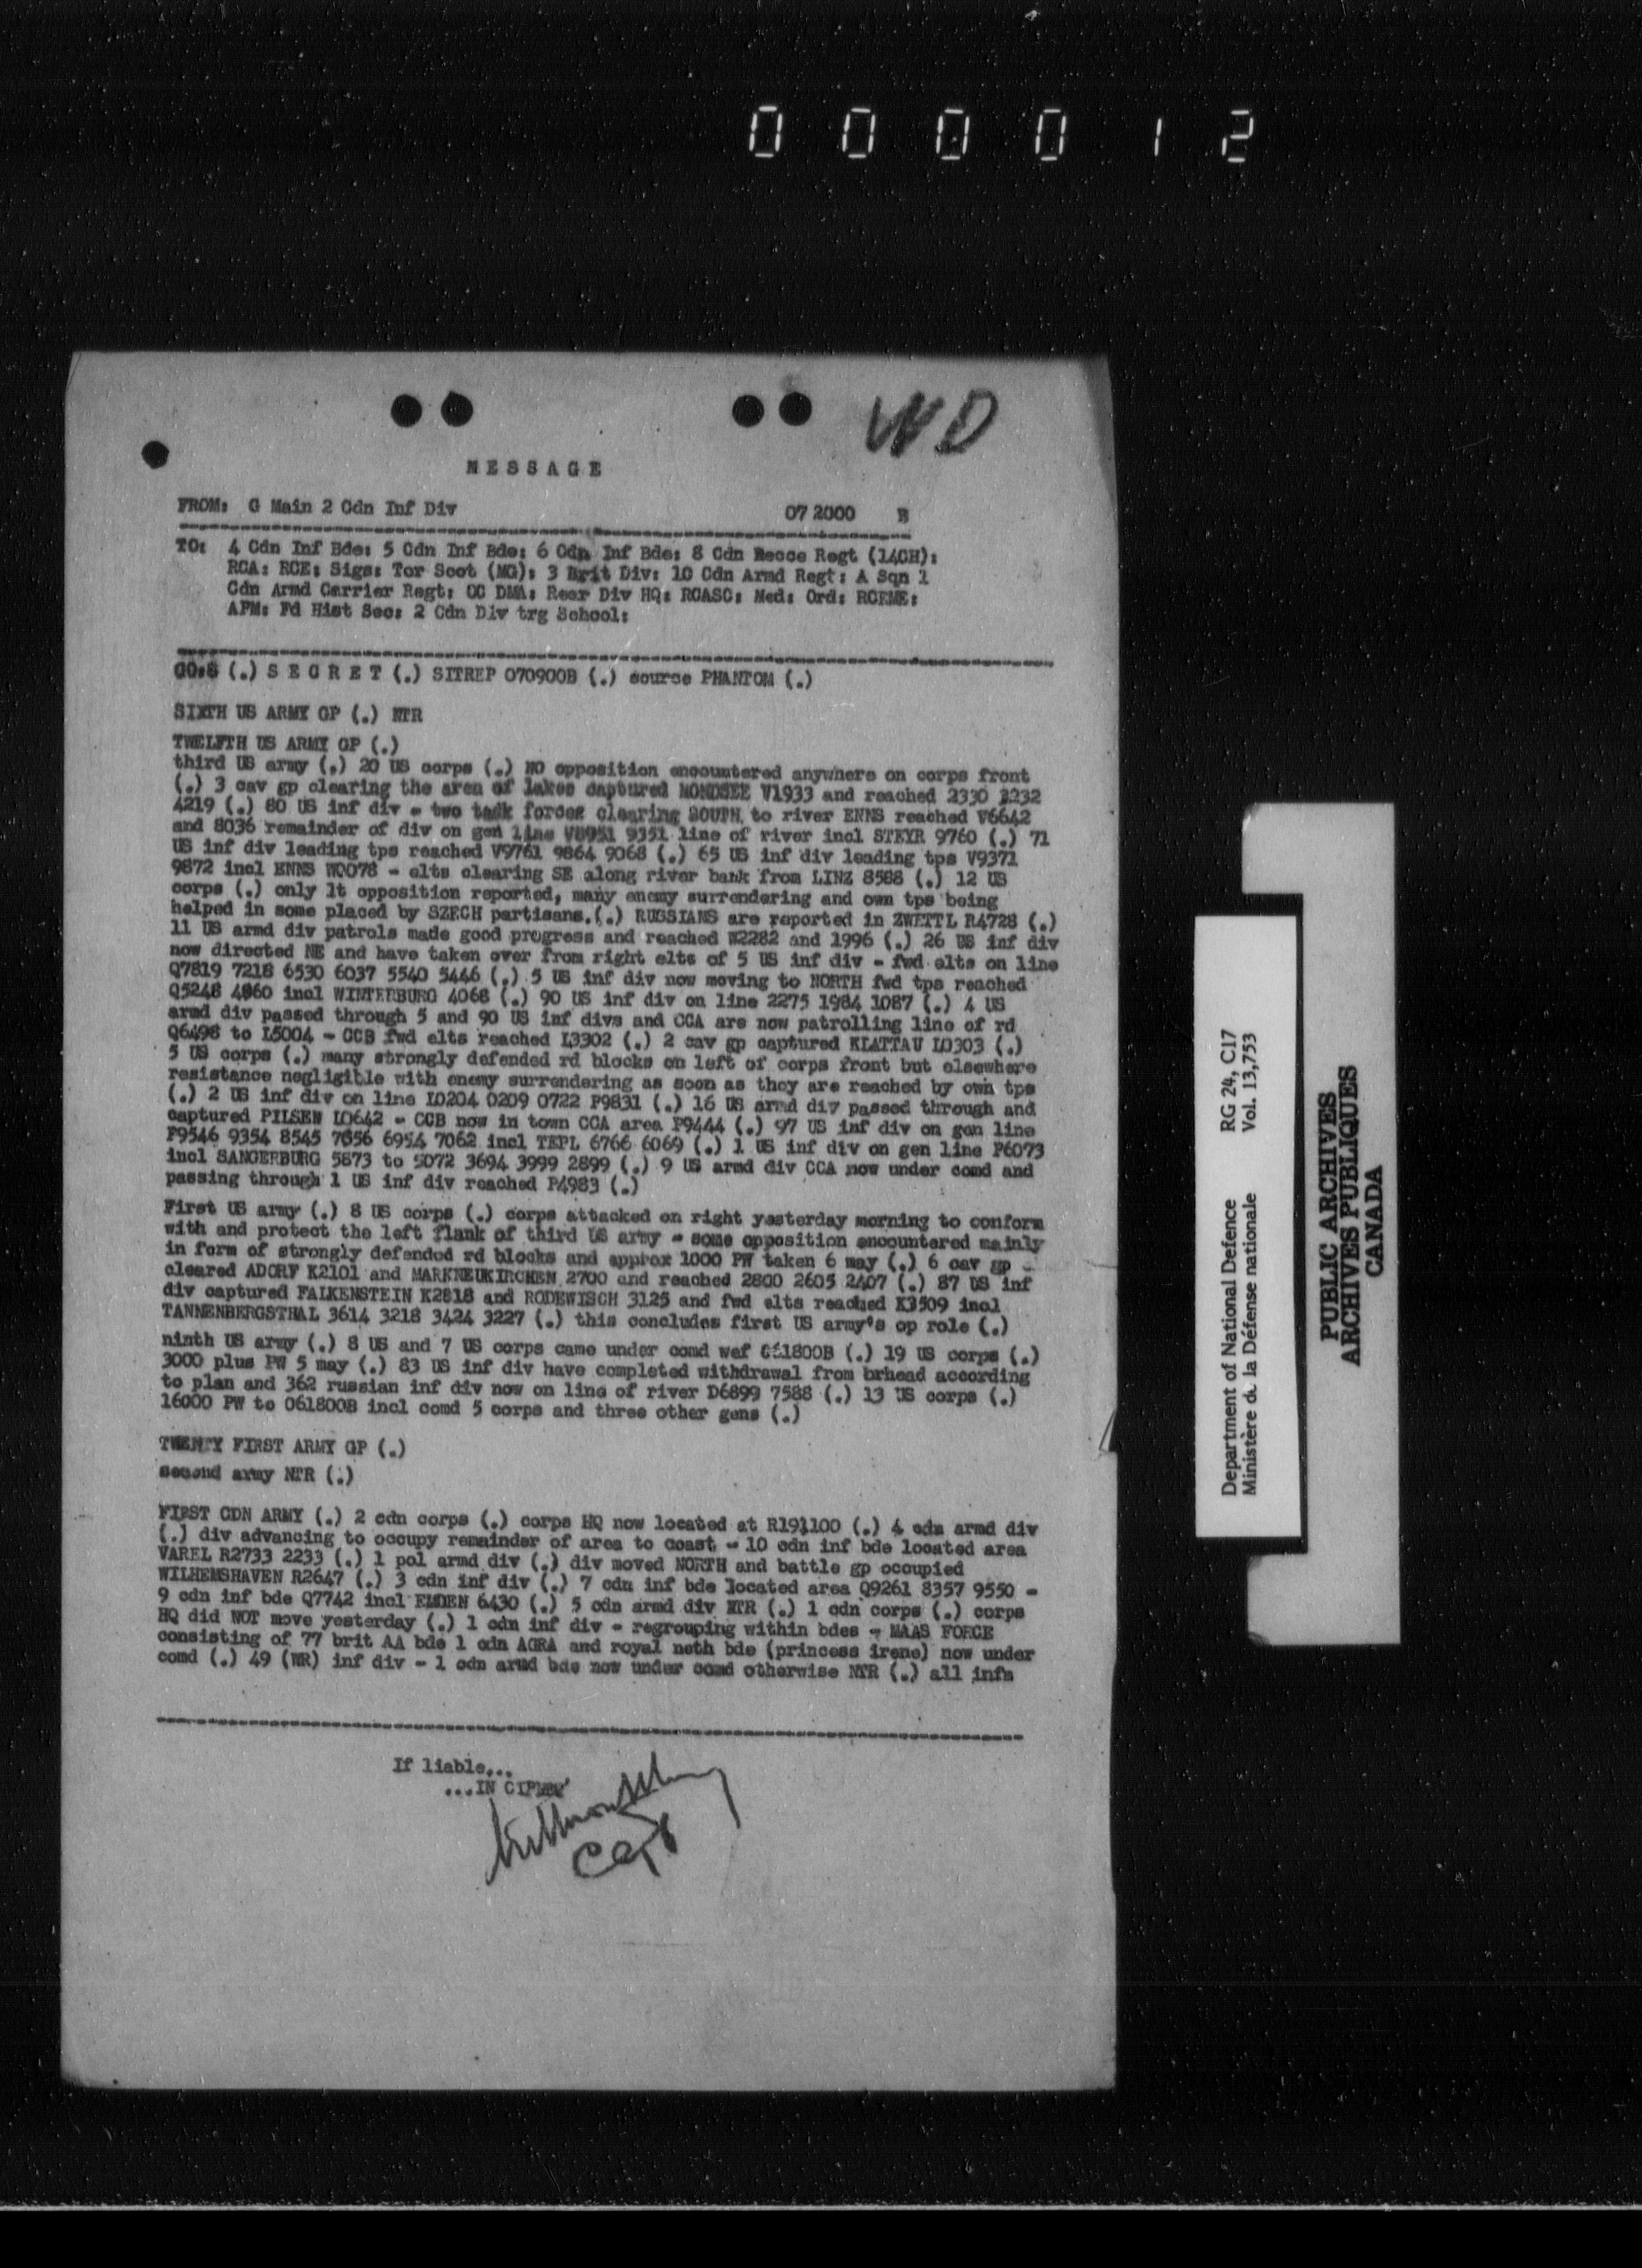 000012
WD
MESSAGE
FROM: G Main 2 Cdn Inf Div 07 2000 B
TO: 4 Cdn Inf Bde: 5 Cdn Inf Bde: 6 Cdn Inf Bde: 8 Cdn Recce Regt (14CH):
RCA: RCE: Sigs: Tor Scot (MG): 3 Brit Div: 10 Cdn Armd Regt: A Sqn 1
Cdn Armd Carrier Regt: OC DMA: Rear Div HQ: RCASC: Med: Ord: RCEME:
APM: Fd Hist Sec: 2 Cdn Div trg School:
(.) S E C R E T (.) SITREP 070900B (.) source PHANTOM (.)
SIXTH US ARMY GP (.) NTR
TWELFTH US ARMY GP (.)
third US army (.) 20 US corps (.) NO opposition encountered anywhere on corps front
(.) 3 cav gp clearing the area of lakes captured MONDSEE V1933 and reached 2330 2232
4219 (.) 80 US inf div - two task forces clearing SOUTH to river ENNS reached V6642
and 8036 remainder of div on gen line V8951 9351 line of river incl STEYR 9760 (.) 71
US inf div leading tps reached V9761 9864 9068 (.) 65 US inf div leading tps V9371
9872 incl ENNS WO078 - elts clearing SE along river bank from LINZ 8588 (.) 12 US
corps (.) only lt opposition reported, many enemy surrendering and own tps being
helped in some placed by SZECH partisans.(.) RUSSIANS are reported in ZWETTL R4728 (.)
11 US armd div patrols made good progress and reached W2282 and 1996 (.) 26 US inf div
now directed NE and have taken over from right elts of 5 US inf div - fwd elts on line
Q7819 7218 6530 6037 5540 5446 (.) 5 US inf div now moving to NORTH fwd tps reached
Q5248 4860 incl WINTERBURG 4068 (.) 90 US inf div on line 2275 1984 1087 (.) 4 US
armd div passed through 5 and 90 US inf divs and CCA are now patrolling line of rd
Q6498 to L5004 - CCB fwd elts reached L3302 (.) 2 cav gp captured KLATTAU LO303 (.)
5 US corps (.) many strongly defended rd blocks on left of corps front but elsewhere
resistance negligible with enemy surrendering as soon as they are reached by own tps
(.) 2 US inf div on line LO204 0209 0722 P9831 (.) 16 US armd div passed through and
captured PILSEN LO642 - CCB now in town CCA area P9444 (.) 97 US inf div on gen line
P9546 9354 8545 7856 6954 7062 incl TEPL 6766 6069 (.) 1 US inf div on gen line P6073
incl SANGERBURG 5873 to 5072 3694 3999 2899 (.) 9 US armd div CCA now under comd and
passing through 1 US inf div reached P4983 (.)
First US army (.) 8 US corps (.) corps attacked on right yesterday morning to conform
with and protect the left flank of third US army - some opposition encountered mainly
in form of strongly defended rd blocks and approx 1000 PW taken 6 may (.) 6 cav gp -
cleared ADORF K2101 and MARKNEUKIRCHEN 2700 and reached 2800 2605 2407 (.) 87 US inf
div captured FALKENSTEIN K2818 and RODEWISCH 3125 and fwd elts reached K3509 incl
TANNENBERGSTHAL 3614 3218 3424 3227 (.) this concludes first US army's op role (.)
ninth US army (.) 8 US and 7 US corps came under comd wef 061800B (.) 19 US corps (.)
3000 plus PW 5 may (.) 83 US inf div have completed withdrawal from brhead according
to plan and 362 russian inf div now on line of river D6899 7588 (.) 13 US corps (.)
16000 PW to 061800B incl comd 5 corps and three other gens (.)
TWENTY FIRST ARMY GP (.)
second army NTR (.)
FIRST CDN ARMY (.) 2 cdn corps (.) corps HQ now located at R191100 (.) 4 cdn armd div
(.) div advancing to occupy remainder of area to coast - 10 cdn inf bde located area
VAREL R2733 2233 (.) 1 pol armd div (.) div moved NORTH and battle gp occupied
WILHEMSHAVEN R2647 (.) 3 cdn inf div (.) 7 cdn inf bde located area Q9261 8357 9550 -
9 cdn inf bde Q7742 incl EMDEN 6430 (.) 5 cdn armd div NTR (.) 1 cdn corps (.) corps
HQ did NOT move yesterday (.) 1 cdn inf div - regrouping within bdes - MAAS FORCE
consisting of 77 brit AA bde 1 cdn AGRA and royal neth bde (princess irene) now under
comd (.) 49 (WR) inf div - 1 cdn armd bde now under comd otherwise NTR (.) all infm
If liable...
...IN CIPHER
Capt
Department of National Defence RG 24, C17
Ministère de la Défense nationale Vol. 13,753
PUBLIC ARCHIVES
ARCHIVES PUBLIQUES
CANADA